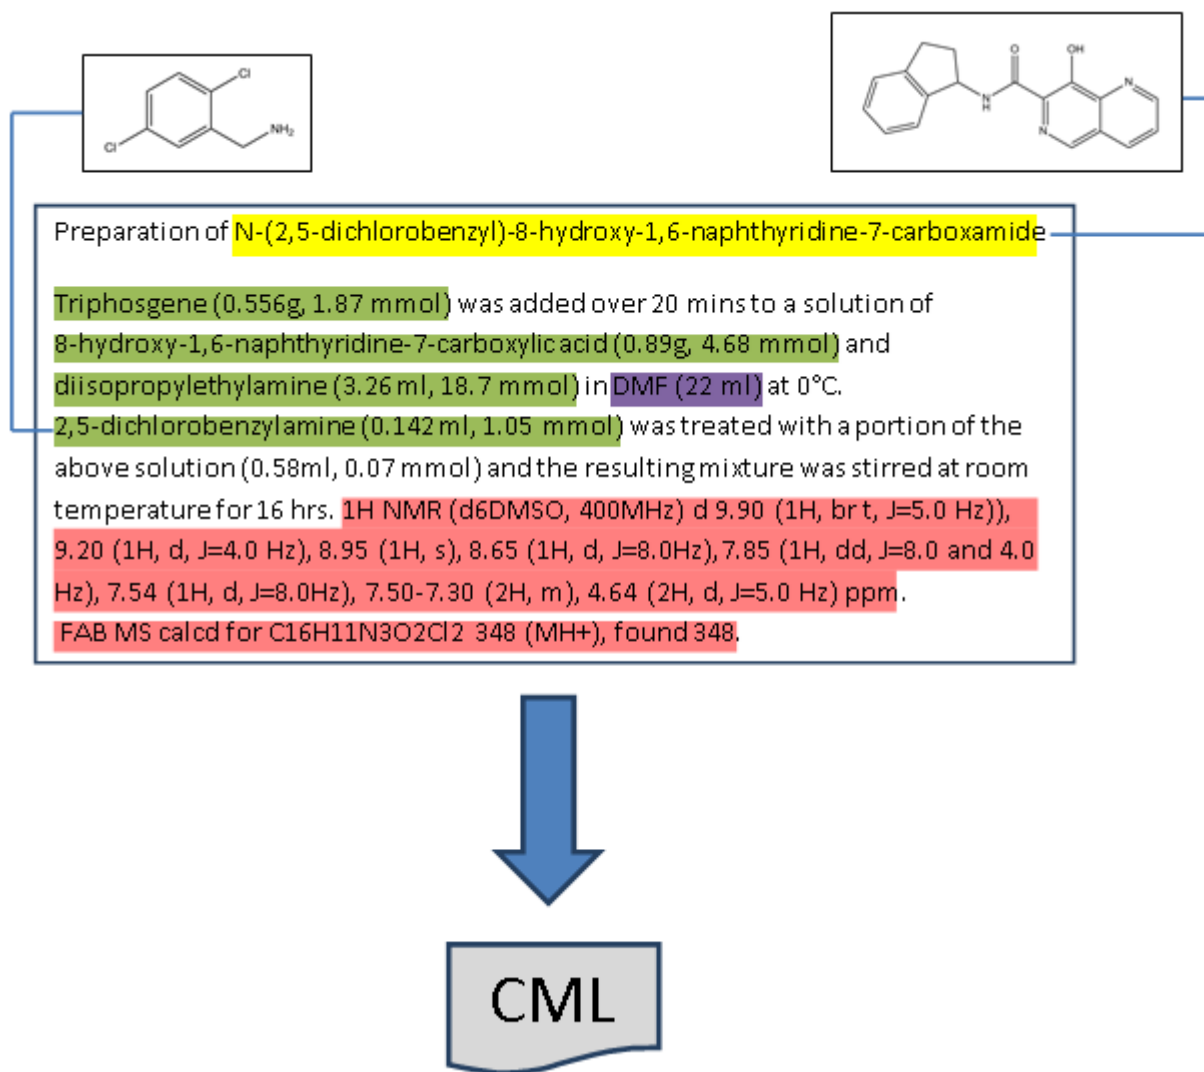 Cl
Cl
NH2
O
OH
N
N
H
N
Preparation of N-(2,5-dichlorobenzyl)-8-hydroxy-1,6-naphthyridine-7-carboxamide
Triphosgene (0.556g, 1.87 mmol) was added over 20 mins to a solution of
8-hydroxy-1,6-naphthyridine-7-carboxylic acid (0.89g, 4.68 mmol) and
diisopropylethylamine (3.26 ml, 18.7 mmol) in DMF (22 ml) at 0°C.
2,5-dichlorobenzylamine (0.142 ml, 1.05 mmol) was treated with a portion of the
above solution (0.58ml, 0.07 mmol) and the resulting mixture was stirred at room
temperature for 16 hrs. 1H NMR (d6DMSO, 400MHz) d 9.90 (1H, br t, J=5.0 Hz)),
9.20 (1H, d, J=4.0 Hz), 8.95 (1H, s), 8.65 (1H, d, J=8.0Hz), 7.85 (1H, dd, J=8.0 and 4.0
Hz), 7.54 (1H, d, J=8.0Hz), 7.50-7.30 (2H, m), 4.64 (2H, d, J=5.0 Hz) ppm.
FAB MS calcd for C16H11N3O2Cl2 348 (MH+), found 348.
CML